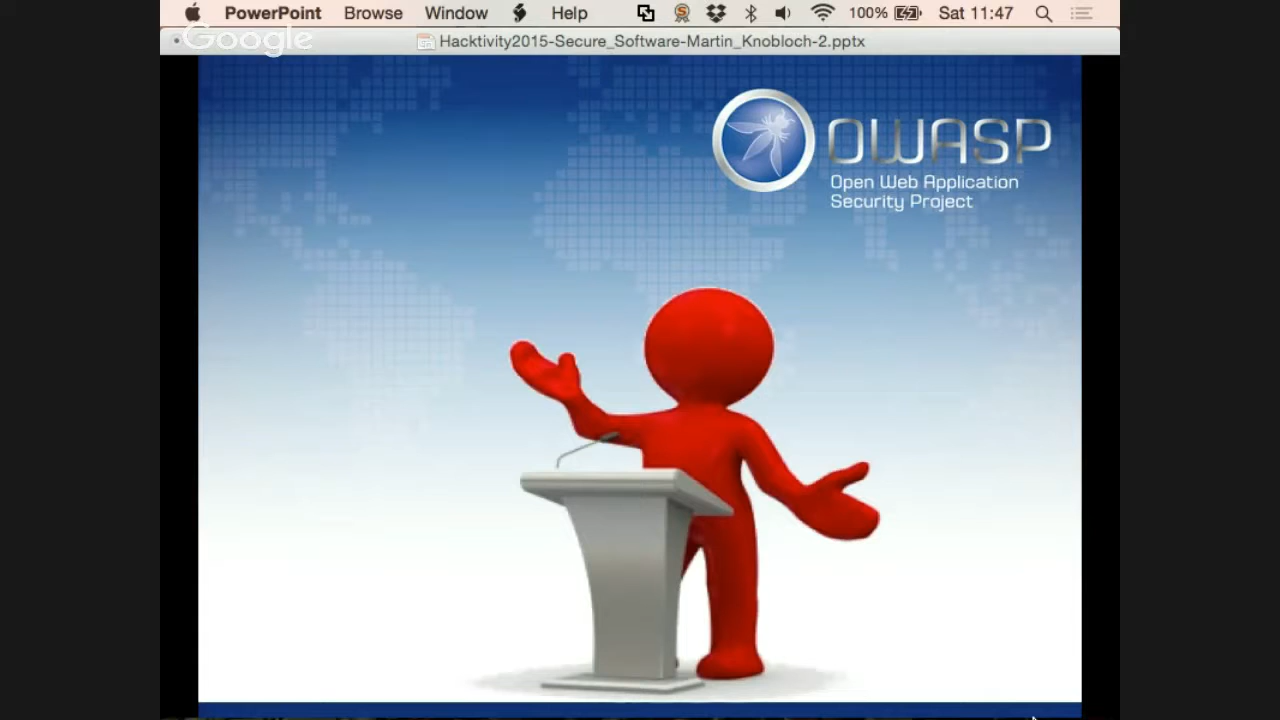 PowerPoint Browse Window Help 100% Sat 11:47
Google
Hacktivity2015-Secure_Software-Martin_Knobloch-2.pptx
OWASP
Open Web Application
Security Project